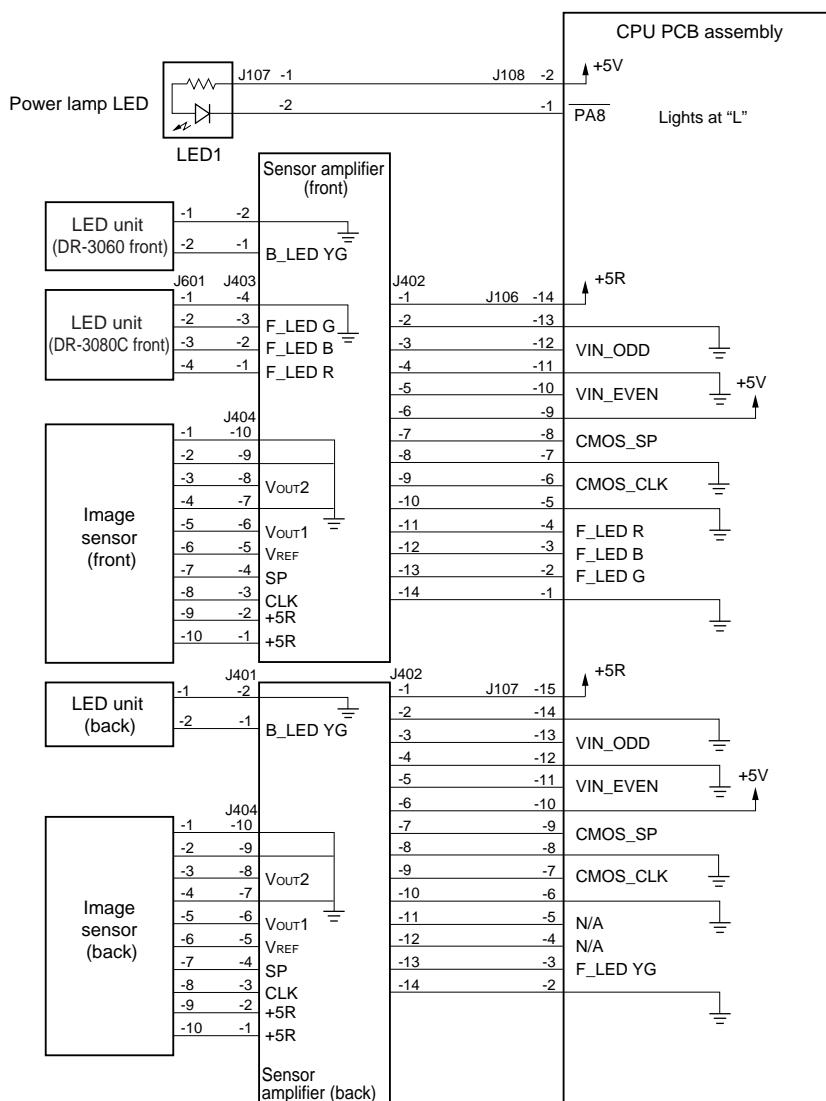 CPU PCB assembly
J107 -1 J108 -2 +5V
Power lamp LED
-2 -1 PA8 Lights at “L”
LED1
Sensor amplifier
(front)
LED unit
(DR-3060 front)
-1 -2
-2 -1 B_LED YG
J601 J403
LED unit
(DR-3080C front)
-1 -4
-2 -3 F_LED G
-3 -2 F_LED B
-4 -1 F_LED R
J402
-1 J106 -14 +5R
-2 -13
-3 -12 VIN_ODD
-4 -11
-5 -10 VIN_EVEN +5V
-6 -9
-7 -8 CMOS_SP
-8 -7
-9 -6 CMOS_CLK
-10 -5
-11 -4 F_LED R
-12 -3 F_LED B
-13 -2 F_LED G
-14 -1
J404
Image
sensor
(front)
-1 -10
-2 -9
-3 -8 VOUT2
-4 -7
-5 -6 VOUT1
-6 -5 VREF
-7 -4 SP
-8 -3 CLK
-9 -2 +5R
-10 -1 +5R
J401
LED unit
(back)
-1 -2
-2 -1 B_LED YG
J402
-1 J107 -15 +5R
-2 -14
-3 -13 VIN_ODD
-4 -12
-5 -11 VIN_EVEN +5V
-6 -10
-7 -9 CMOS_SP
-8 -8
-9 -7 CMOS_CLK
-10 -6
-11 -5 N/A
-12 -4 N/A
-13 -3 F_LED YG
-14 -2
J404
Image
sensor
(back)
-1 -10
-2 -9
-3 -8 VOUT2
-4 -7
-5 -6 VOUT1
-6 -5 VREF
-7 -4 SP
-8 -3 CLK
-9 -2 +5R
-10 -1 +5R
Sensor
amplifier (back)